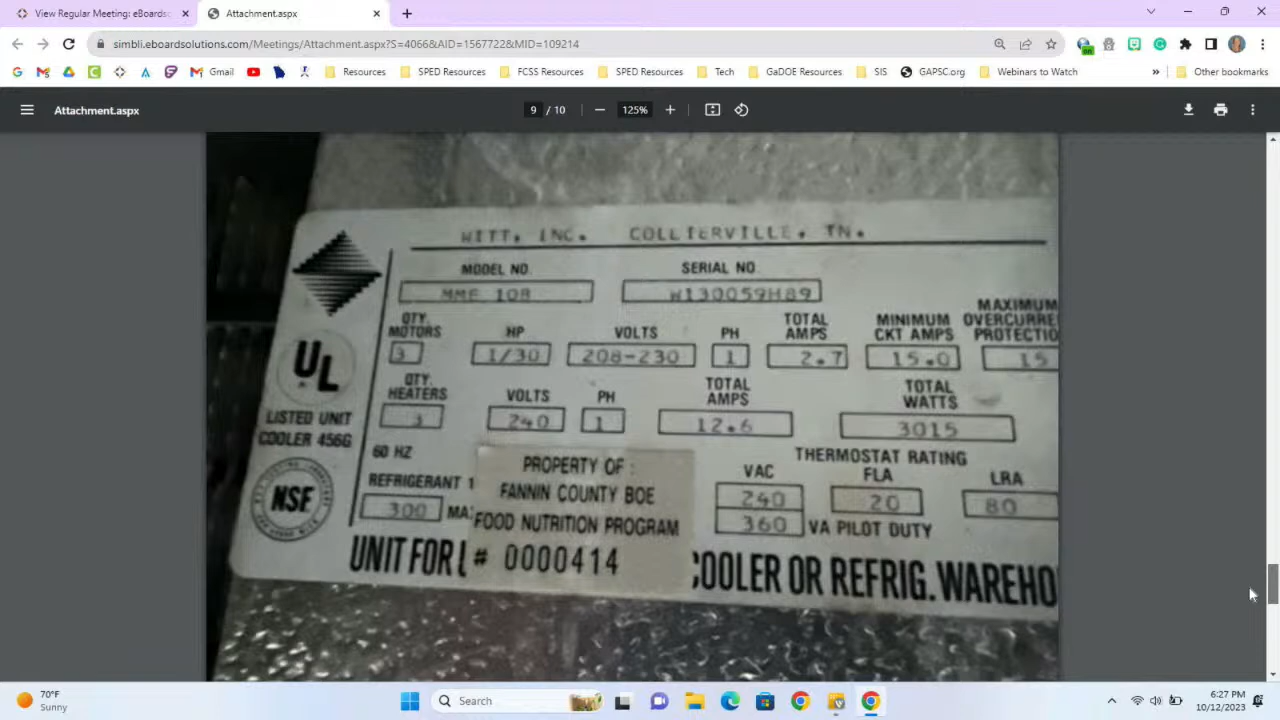 View Regular Meeting: eBoards
Attachment.aspx
simbli.eboardsolutions.com/Meetings/Attachment.aspx?S=4066&AID=1567722&MID=109214
Gmail
Resources
SPED Resources
FCSS Resources
SPED Resources
Tech
GaDOE Resources
SIS
GAPSC.org
Webinars to Watch
»
Other bookmarks
Attachment.aspx
9 / 10
125%
WITT, INC. COLLIERVILLE, TN.
MODEL NO. SERIAL NO.
MME 108 W130059H89
QTY. MOTORS HP VOLTS PH TOTAL AMPS MINIMUM CKT AMPS MAXIMUM OVERCURRE PROTECTIO
3 1/30 208-230 1 2.7 15.0 15
QTY. HEATERS VOLTS PH TOTAL AMPS TOTAL WATTS
3 240 1 12.6 3015
UL
LISTED UNIT
COOLER 456G
NSF
60 HZ
REFRIGERANT 1
300 MA
PROPERTY OF :
FANNIN COUNTY BOE
FOOD NUTRITION PROGRAM
# 0000414
THERMOSTAT RATING
VAC FLA LRA
240 20 80
360 VA PILOT DUTY
UNIT FOR COOLER OR REFRIG. WAREHO
70°F
Sunny
Search
6:27 PM
10/12/2023